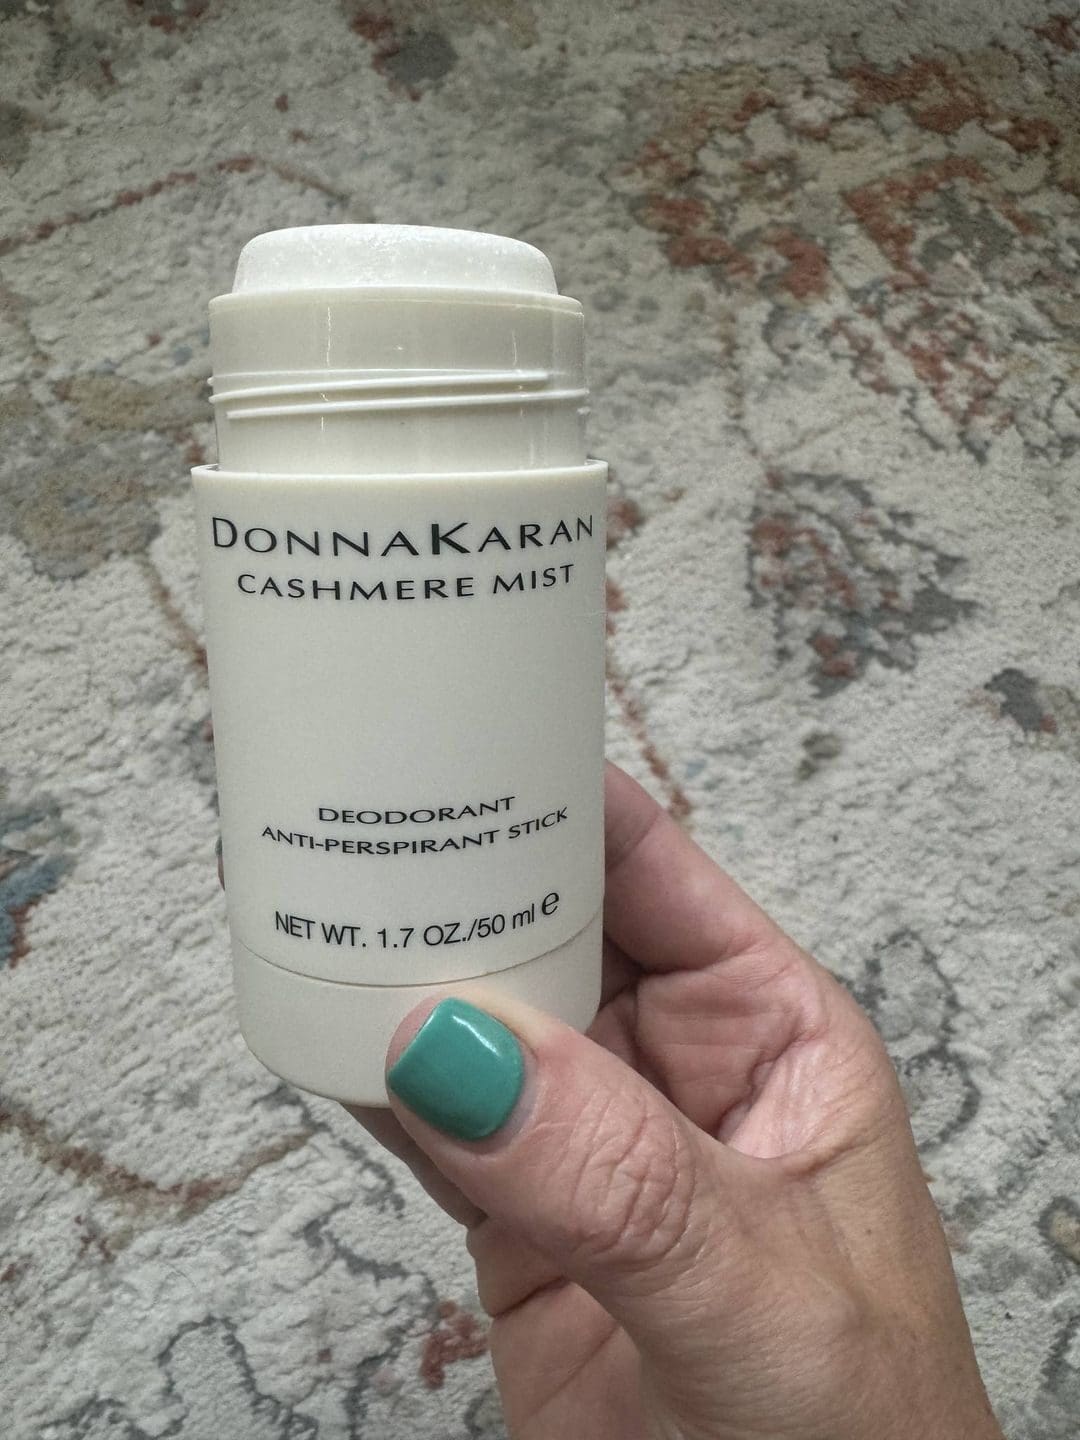 DONNAKARAN
CASHMERE MIST
DEODORANT
ANTI-PERSPIRANT STICK
NET WT. 1.7 OZ./50 ml ℮